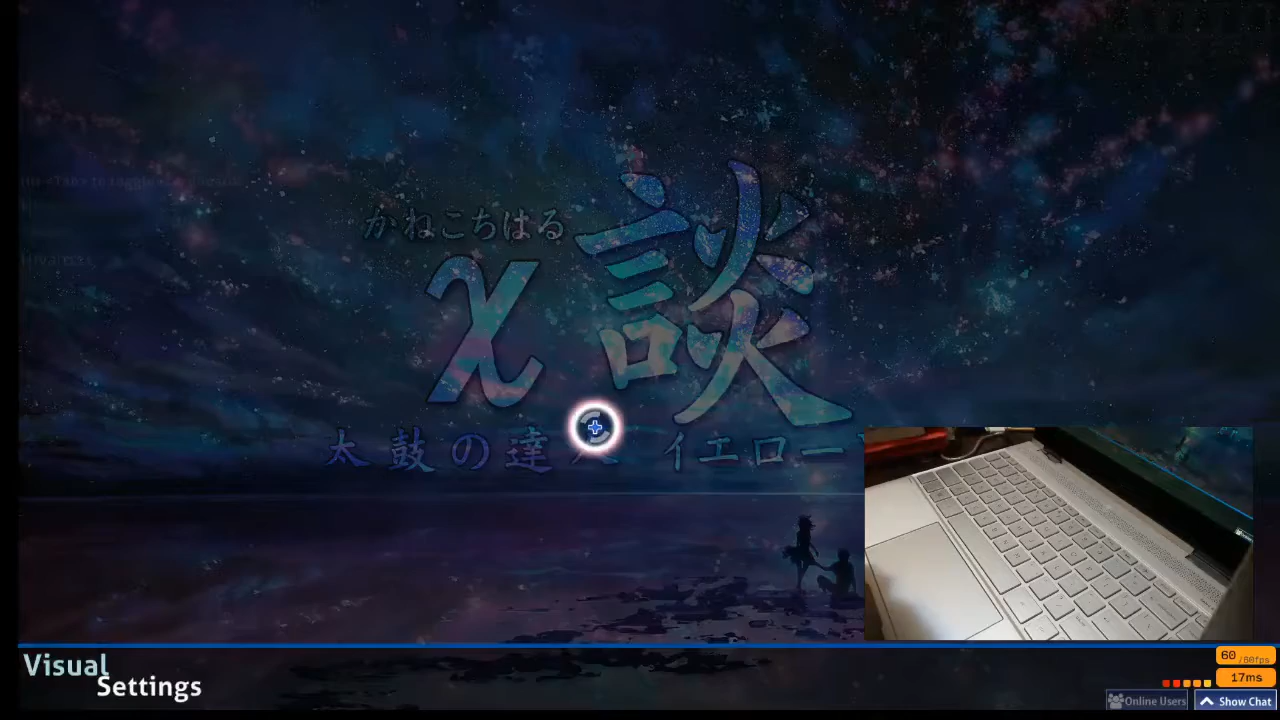 かねこちはる
χ談
太鼓の達人 イエロー
Visual
Settings
60 /60fps
17ms
Online Users
Show Chat